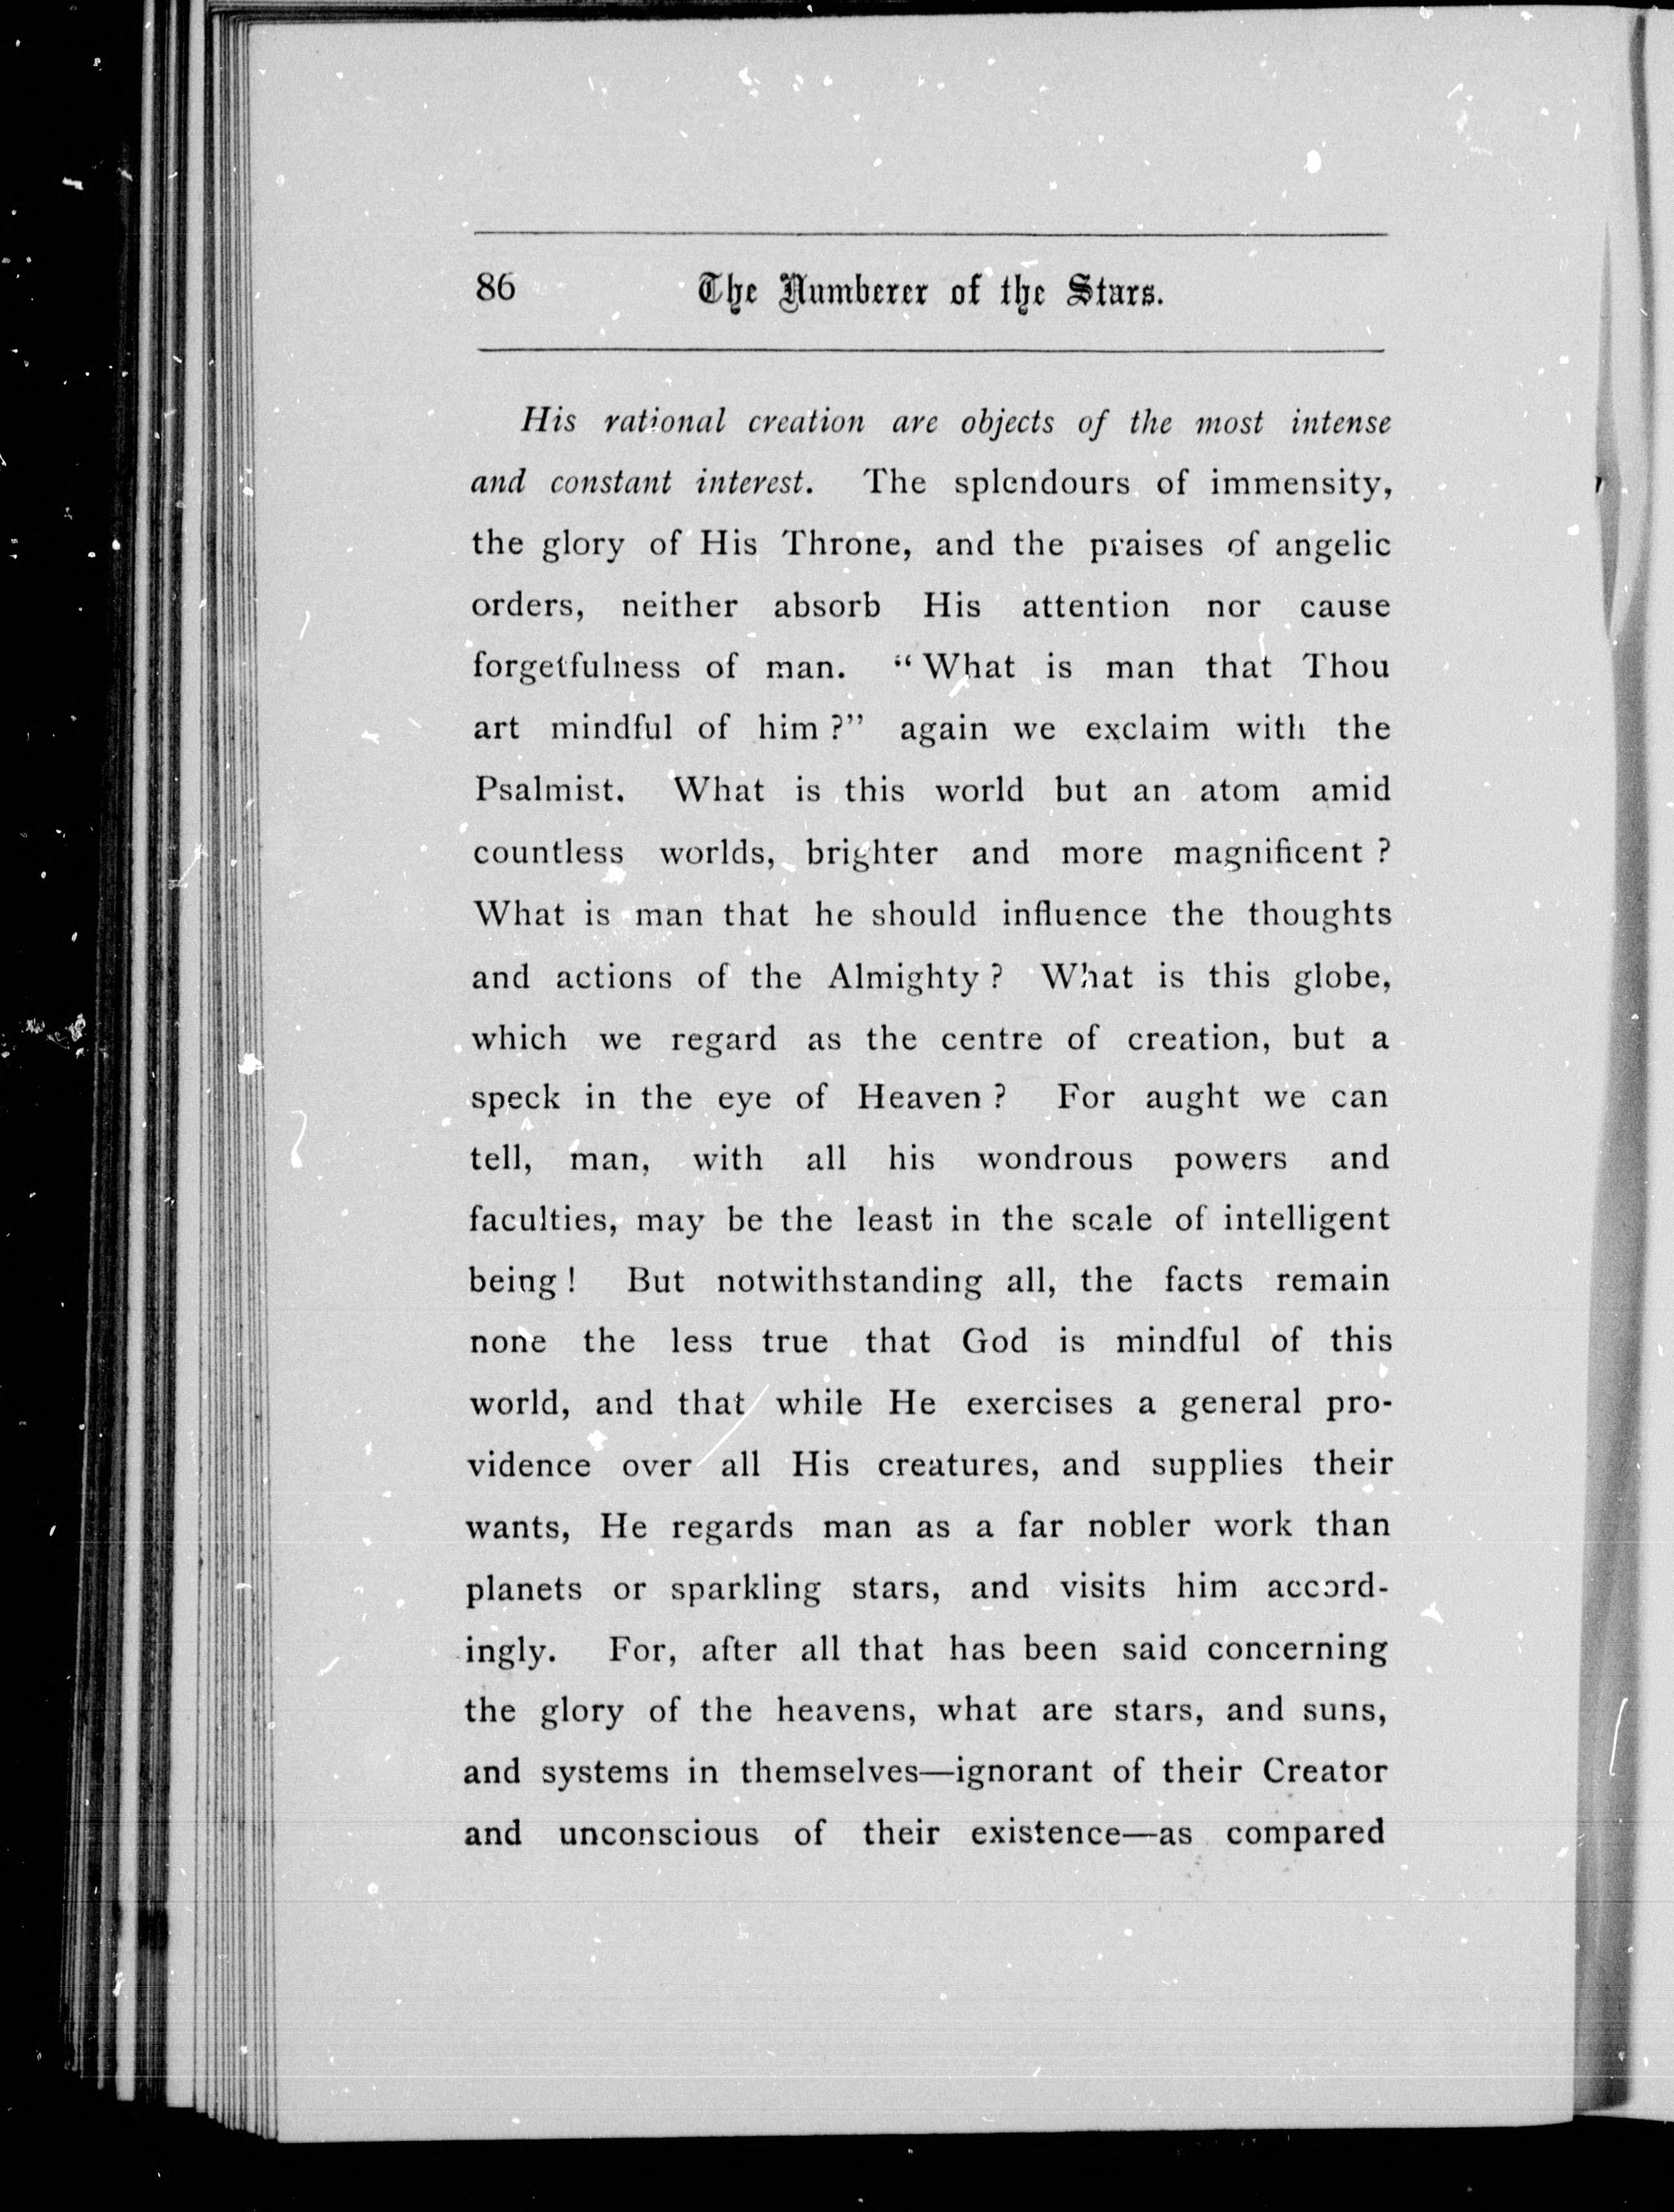 86 The Numberer of the Stars.
His rational creation are objects of the most intense
and constant interest. The splendours of immensity,
the glory of His Throne, and the praises of angelic
orders, neither absorb His attention nor cause
forgetfulness of man. “What is man that Thou
art mindful of him?” again we exclaim with the
Psalmist. What is this world but an atom amid
countless worlds, brighter and more magnificent?
What is man that he should influence the thoughts
and actions of the Almighty? What is this globe,
which we regard as the centre of creation, but a
speck in the eye of Heaven? For aught we can
tell, man, with all his wondrous powers and
faculties, may be the least in the scale of intelligent
being! But notwithstanding all, the facts remain
none the less true that God is mindful of this
world, and that while He exercises a general pro-
vidence over all His creatures, and supplies their
wants, He regards man as a far nobler work than
planets or sparkling stars, and visits him accord-
ingly. For, after all that has been said concerning
the glory of the heavens, what are stars, and suns,
and systems in themselves—ignorant of their Creator
and unconscious of their existence—as compared